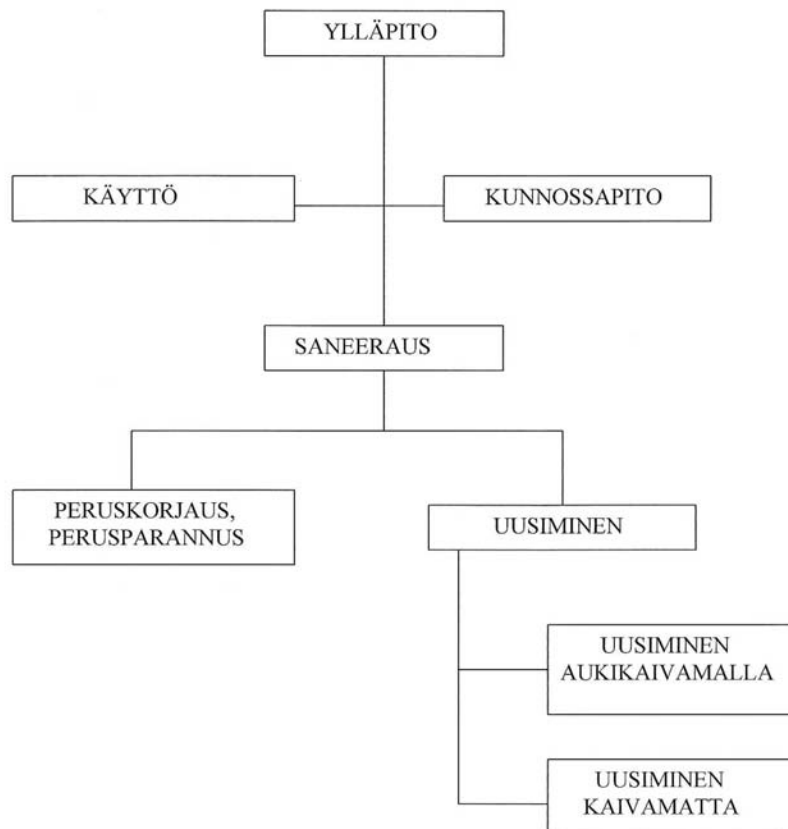 YLLÄPITO
KÄYTTÖ
KUNNOSSAPITO
SANEERAUS
PERUSKORJAUS,
PERUSPARANNUS
UUSIMINEN
UUSIMINEN
AUKIKAIVAMALLA
UUSIMINEN
KAIVAMATTA